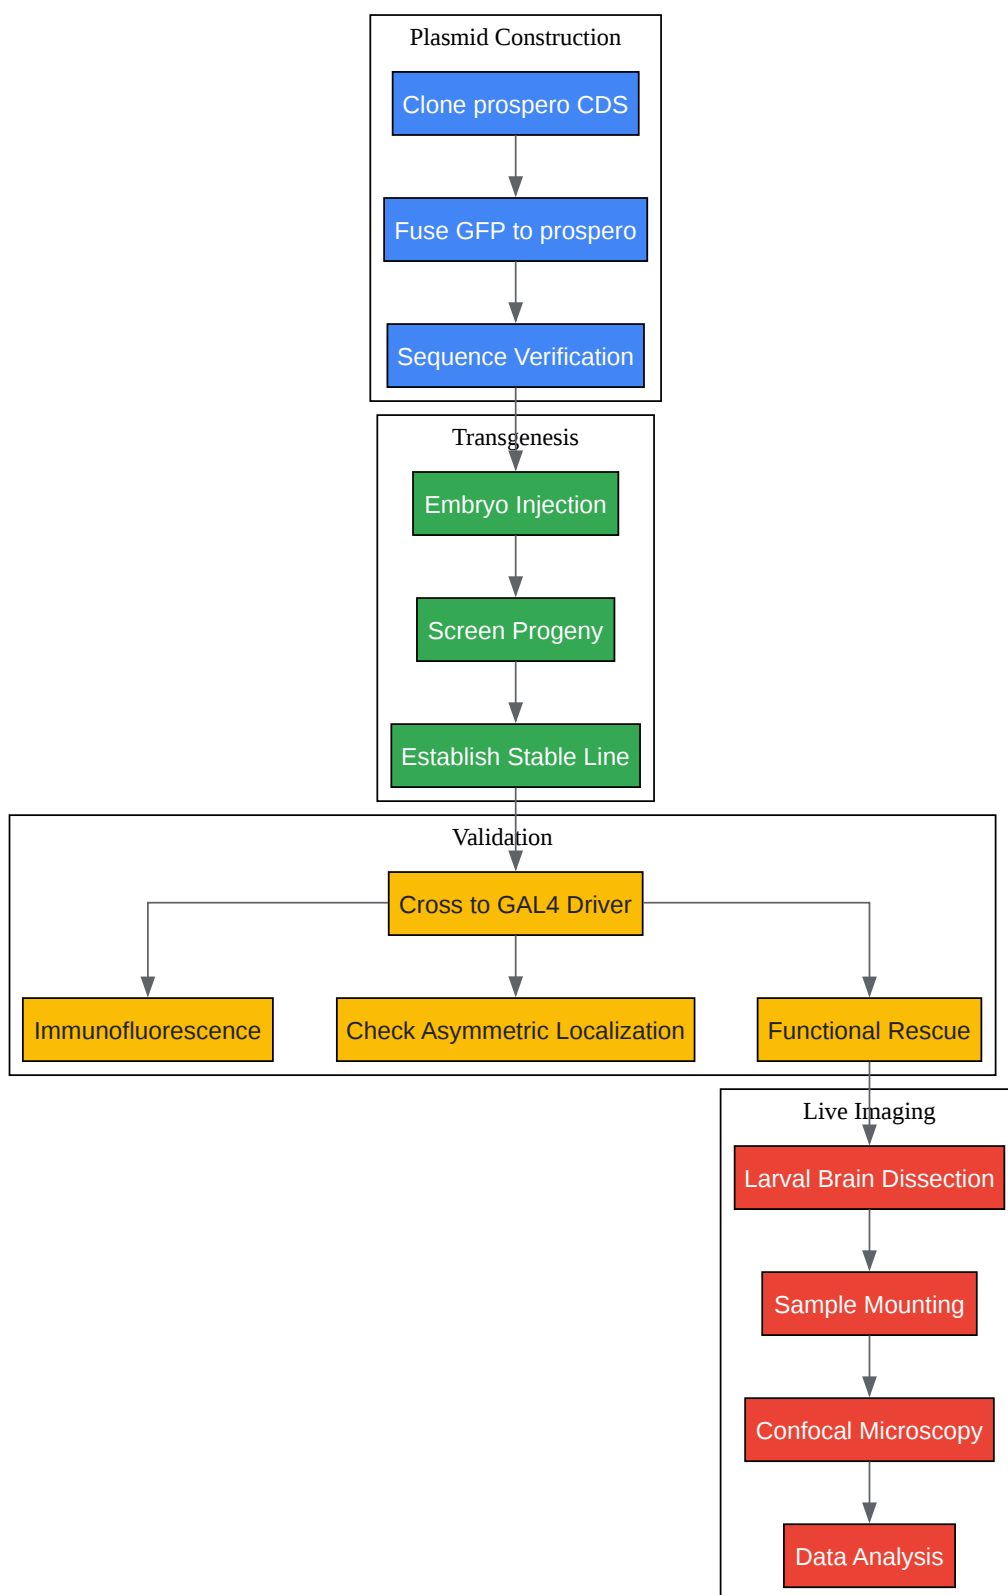 Plasmid Construction
Clone prospero CDS
Fuse GFP to prospero
Sequence Verification
Transgenesis
Embryo Injection
Screen Progeny
Establish Stable Line
Validation
Cross to GAL4 Driver
Immunofluorescence
Check Asymmetric Localization
Functional Rescue
Live Imaging
Larval Brain Dissection
Sample Mounting
Confocal Microscopy
Data Analysis